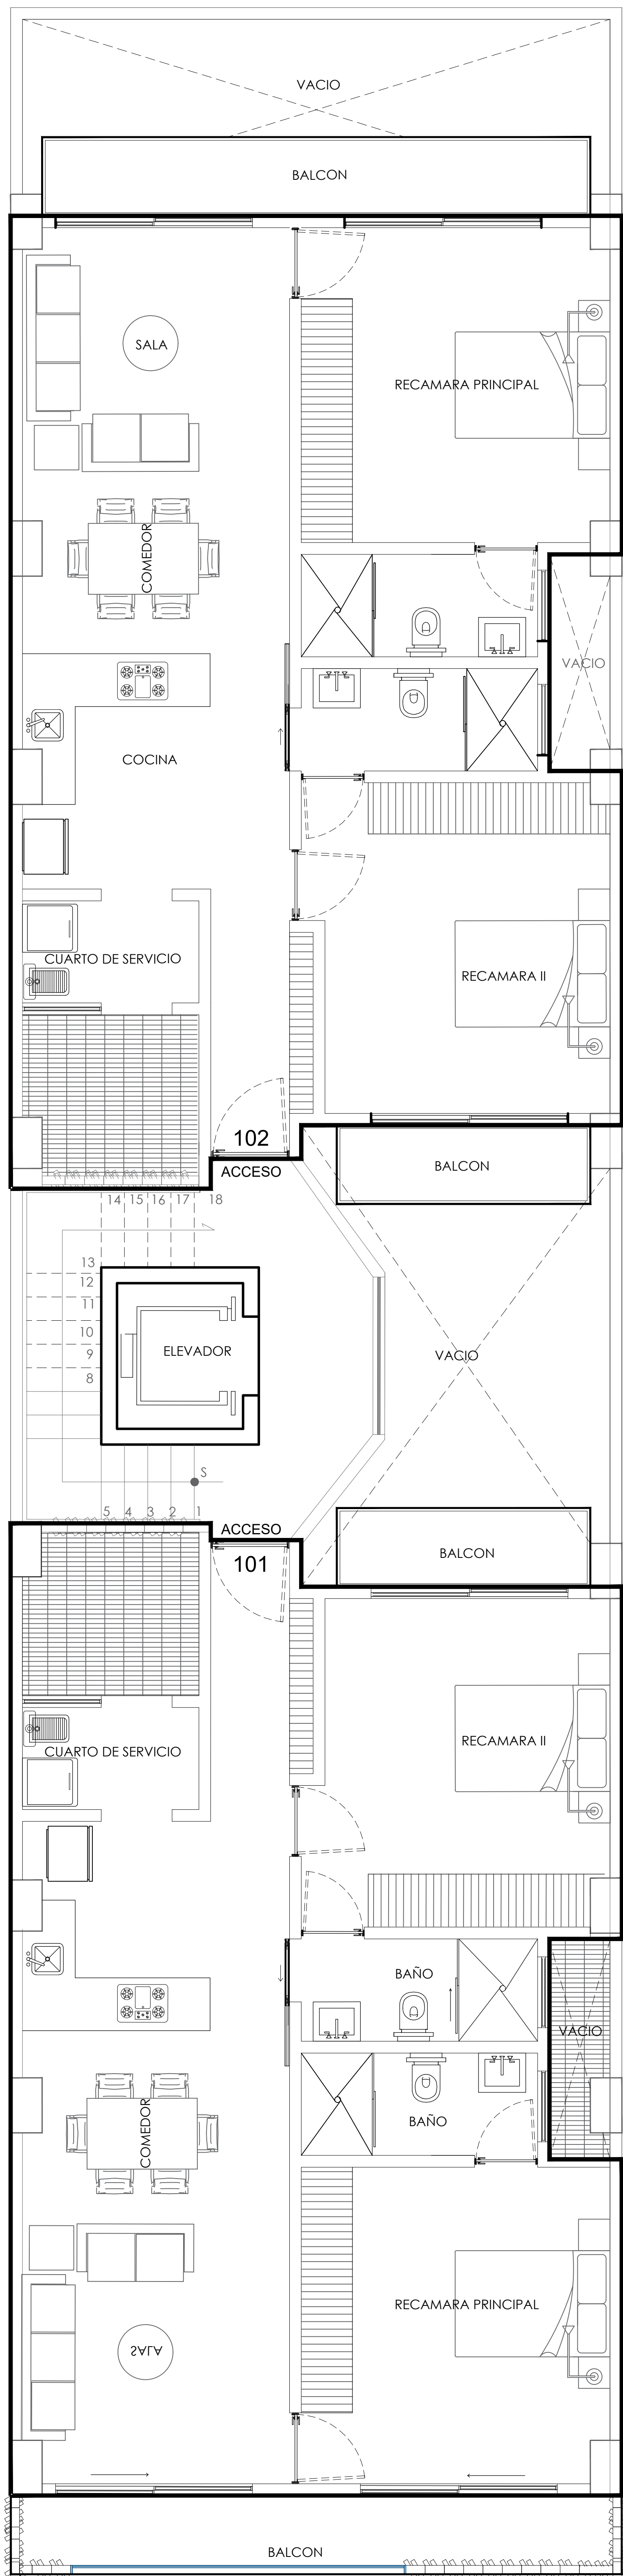 VACIO
BALCON
SALA
RECAMARA PRINCIPAL
COMEDOR
VACIO
COCINA
CUARTO DE SERVICIO
RECAMARA II
102
ACCESO
BALCON
14 15 16 17 18
13
12
11
10
9
8
ELEVADOR
VACIO
S
5 4 3 2 1
ACCESO
101
BALCON
CUARTO DE SERVICIO
RECAMARA II
BAÑO
VACIO
BAÑO
COMEDOR
RECAMARA PRINCIPAL
SALA
BALCON